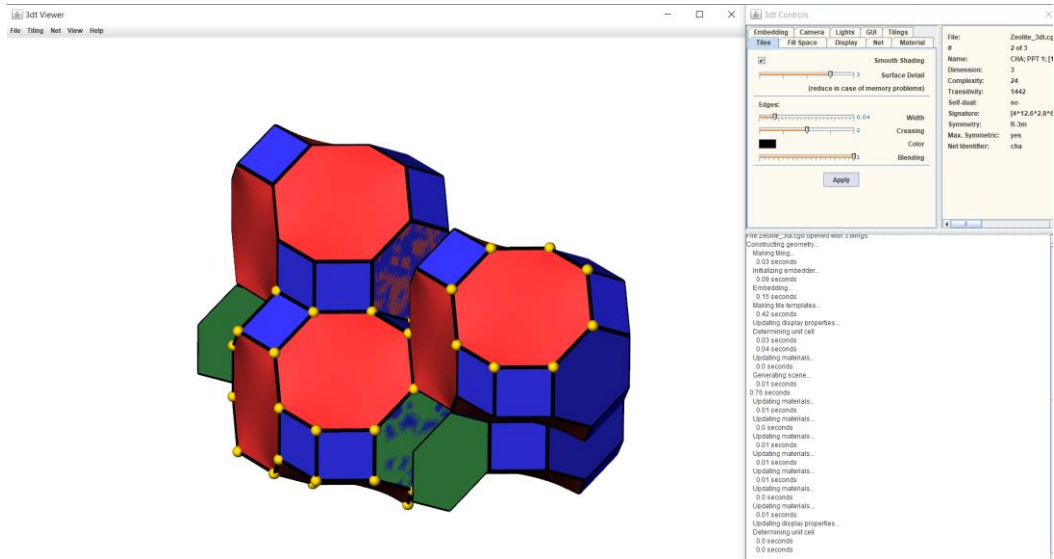 3dt Viewer
File Tiling Net View Help
3dt Controls
Embedding Camera Lights GUI Tilings
Tiles Fill Space Display Net Material
Smooth Shading
3 Surface Detail
(reduce in case of memory problems)
Edges:
0.04 Width
2 Creasing
Color
1 Blending
Apply
File: Zeolite_3dt.cg
# 2 of 3
Name: CHA; PPT 1; [1
Dimension: 3
Complexity: 24
Transitivity: 1442
Self-dual: no
Signature: [4^12.6^2.8^6
Symmetry: R-3m
Max. Symmetric: yes
Net Identifier: cha
File Zeolite_3dt.cgd opened with 3 tilings.
Constructing geometry...
Making tiling...
0.03 seconds
Initializing embedder...
0.09 seconds
Embedding...
0.15 seconds
Making tile templates...
0.42 seconds
Updating display properties...
Determining unit cell
0.03 seconds
0.04 seconds
Updating materials...
0.0 seconds
Generating scene...
0.01 seconds
0.76 seconds
Updating materials...
0.01 seconds
Updating materials...
0.0 seconds
Updating materials...
0.01 seconds
Updating materials...
0.01 seconds
Updating materials...
0.01 seconds
Updating materials...
0.0 seconds
Updating materials...
0.01 seconds
Updating display properties...
Determining unit cell
0.0 seconds
0.0 seconds